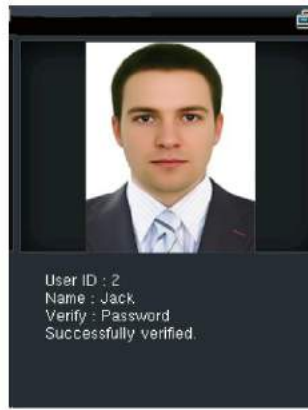 User ID : 2
Name : Jack
Verify : Password
Successfully verified.